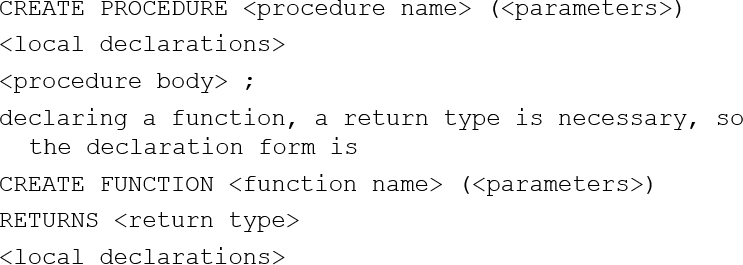 CREATE PROCEDURE <procedure name> (<parameters>)
<local declarations>
<procedure body> ;
declaring a function, a return type is necessary, so
the declaration form is
CREATE FUNCTION <function name> (<parameters>)
RETURNS <return type>
<local declarations>